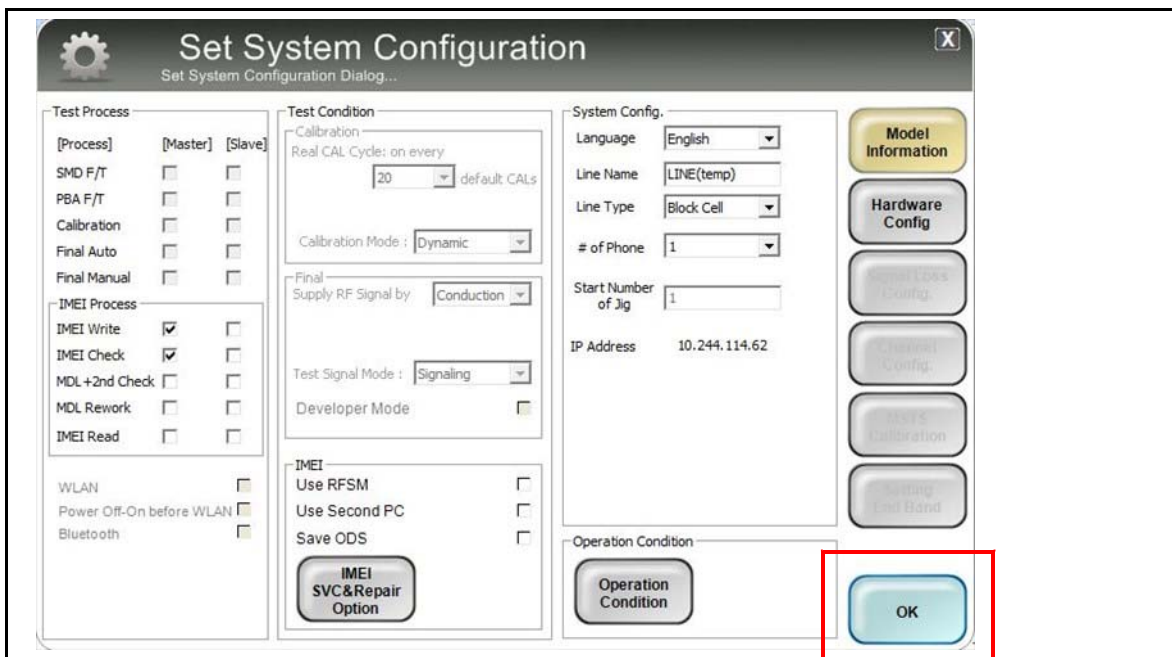 Set System Configuration
Set System Configuration Dialog...
X
Test Process
[Process] [Master] [Slave]
SMD F/T
PBA F/T
Calibration
Final Auto
Final Manual
IMEI Process
IMEI Write
IMEI Check
MDL+2nd Check
MDL Rework
IMEI Read
WLAN
Power Off-On before WLAN
Bluetooth
Test Condition
Calibration
Real CAL Cycle: on every
20 default CALs
Calibration Mode : Dynamic
Final
Supply RF Signal by Conduction
Test Signal Mode : Signaling
Developer Mode
IMEI
Use RFSM
Use Second PC
Save ODS
IMEI
SVC&Repair
Option
System Config.
Language English
Line Name LINE(temp)
Line Type Block Cell
# of Phone 1
Start Number
of Jig 1
IP Address 10.244.114.62
Operation Condition
Operation
Condition
Model
Information
Hardware
Config
Signal Loss
Config.
Channel
Config.
MSTS
Calibration
Setting
End Band
OK